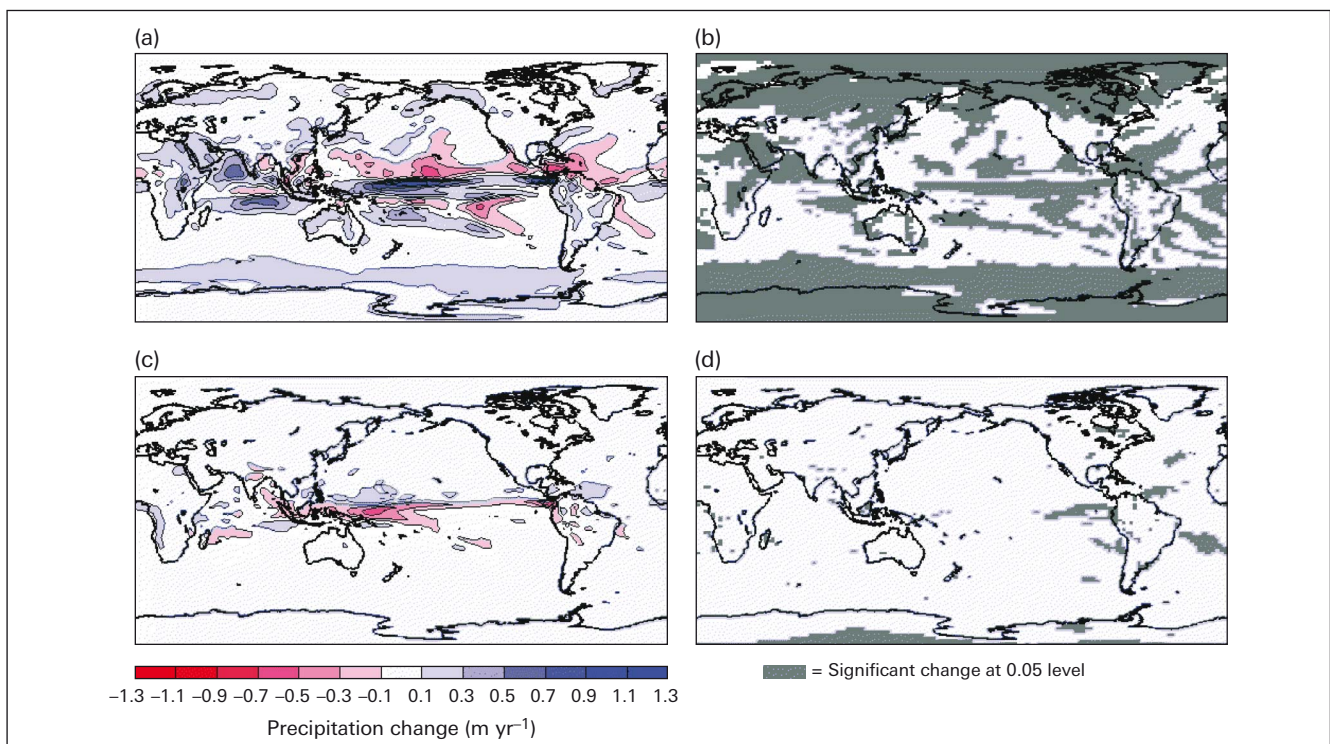 (a)
(b)
(c)
(d)
–1.3 –1.1 –0.9 –0.7 –0.5 –0.3 –0.1 0.1 0.3 0.5 0.7 0.9 1.1 1.3
Precipitation change (m yr–1)
= Significant change at 0.05 level